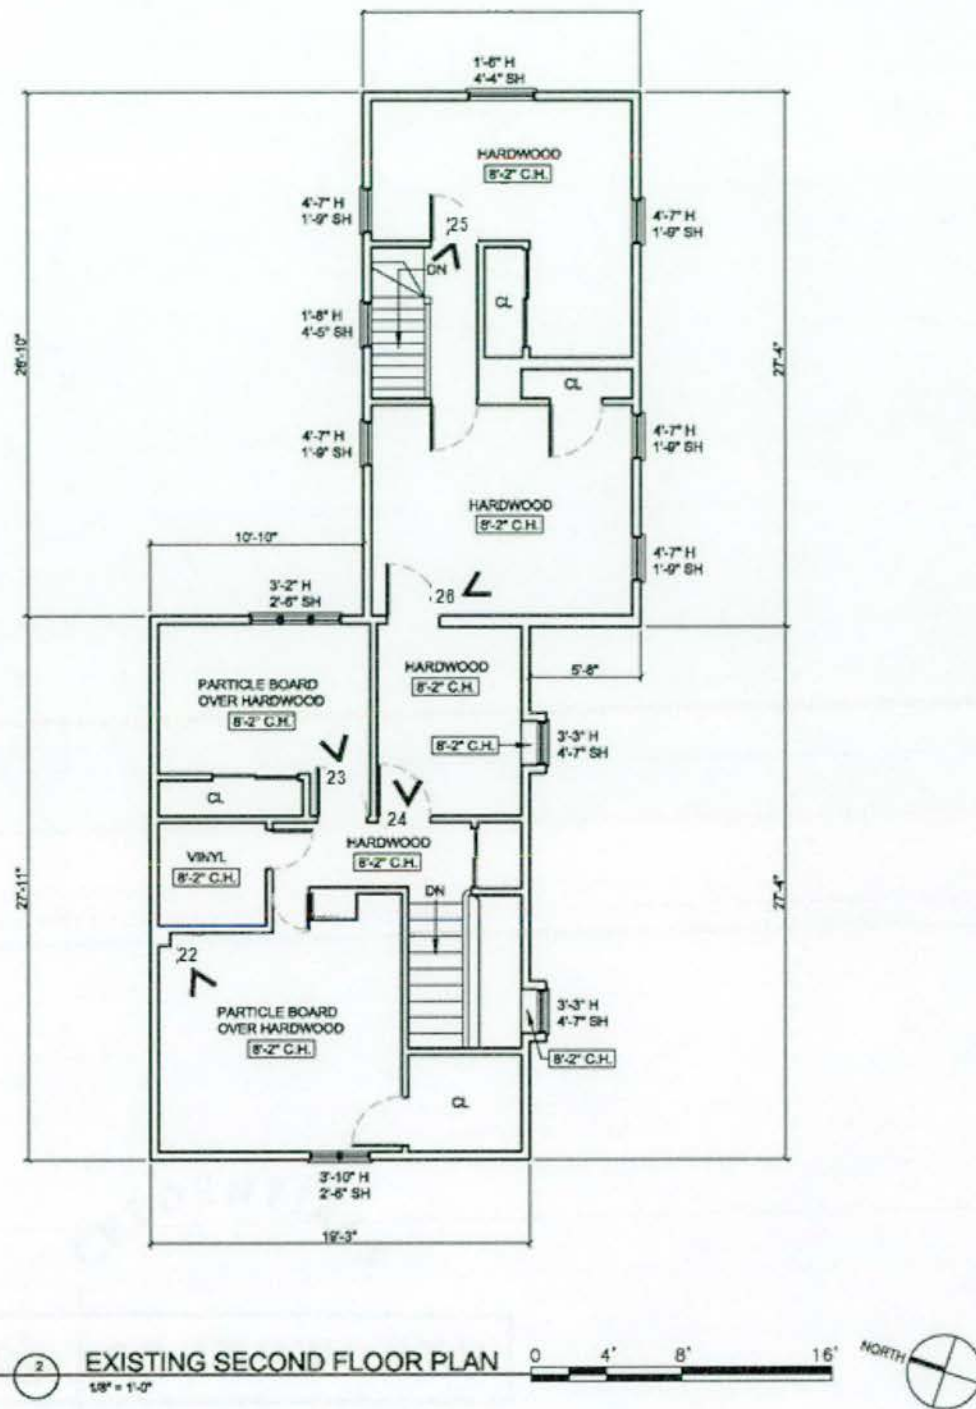 1'-6" H
4'-4" SH
HARDWOOD
8'-2" C.H.
4'-7" H
1'-9" SH
25
4'-7" H
1'-9" SH
DN
CL
1'-8" H
4'-5" SH
26'-10"
27'-4"
CL
4'-7" H
1'-9" SH
4'-7" H
1'-9" SH
HARDWOOD
8'-2" C.H.
10'-10"
4'-7" H
1'-9" SH
3'-2" H
2'-6" SH
26
HARDWOOD
8'-2" C.H.
5'-8"
PARTICLE BOARD
OVER HARDWOOD
8'-2" C.H.
8'-2" C.H.
3'-3" H
4'-7" SH
23
CL
24
HARDWOOD
8'-2" C.H.
VINYL
8'-2" C.H.
27'-11"
27'-4"
DN
22
PARTICLE BOARD
OVER HARDWOOD
8'-2" C.H.
3'-3" H
4'-7" SH
8'-2" C.H.
CL
3'-10" H
2'-6" SH
19'-3"
2
EXISTING SECOND FLOOR PLAN
1/8" = 1'-0"
0 4' 8' 16'
NORTH